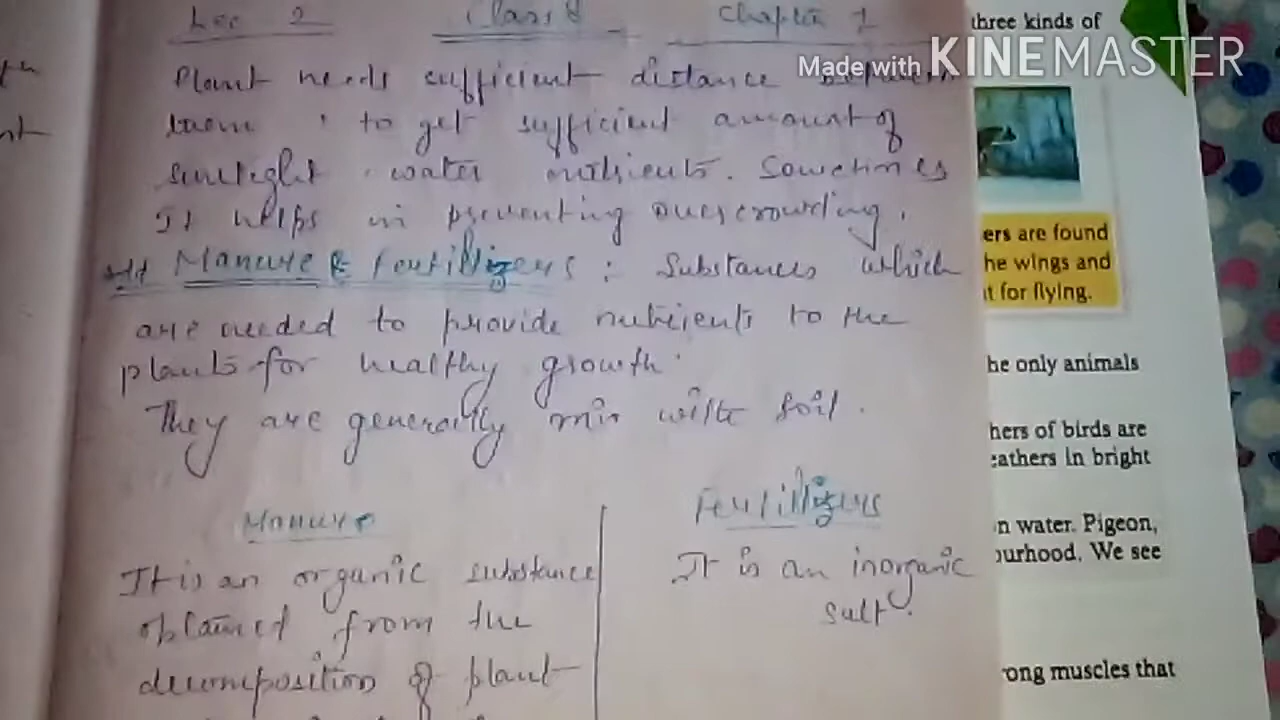 Lec 2 Class 8 Chapter 1
Plant needs sufficient distance between
them, to get sufficient amount of
sunlight, water nutrients. Sometimes
It helps in preventing overcrowding.
Manure & Fertillizers : Substances which
are needed to provide nutrients to the
plants for healthy growth.
They are generally mix with soil.
Manure
It is an organic substance
obtained from the
decomposition of plant
Fertillizers
It is an inorganic
salt.
Made with KINEMASTER
three kinds of
ers are found
he wings and
t for flying.
he only animals
hers of birds are
eathers in bright
n water. Pigeon,
ourhood. We see
rong muscles that